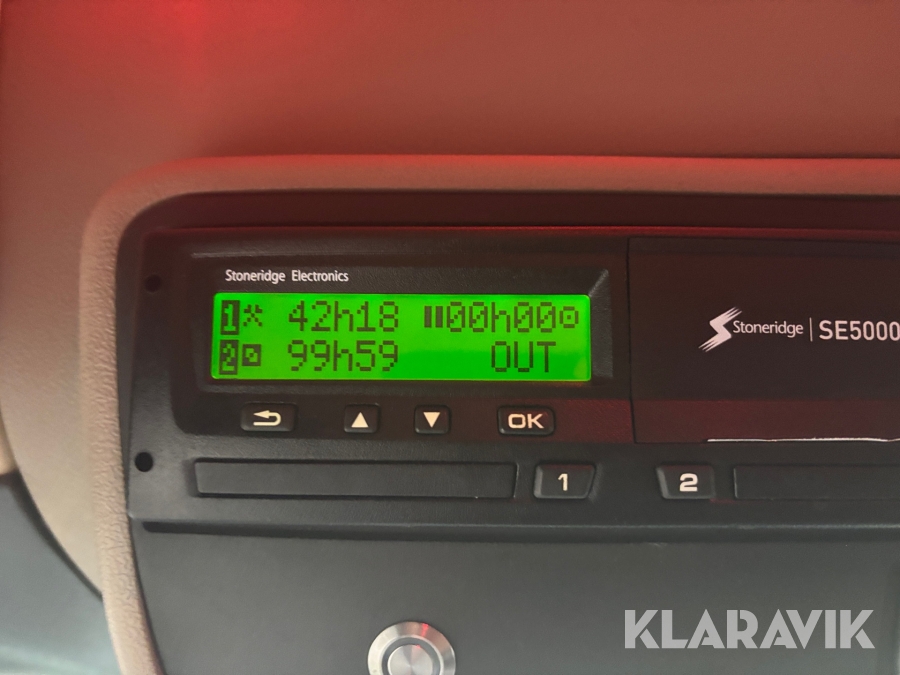 Stoneridge Electronics
1 42h18 00h00
2 99h59 OUT
Stoneridge SE5000
OK
1 2
KLARAVIK